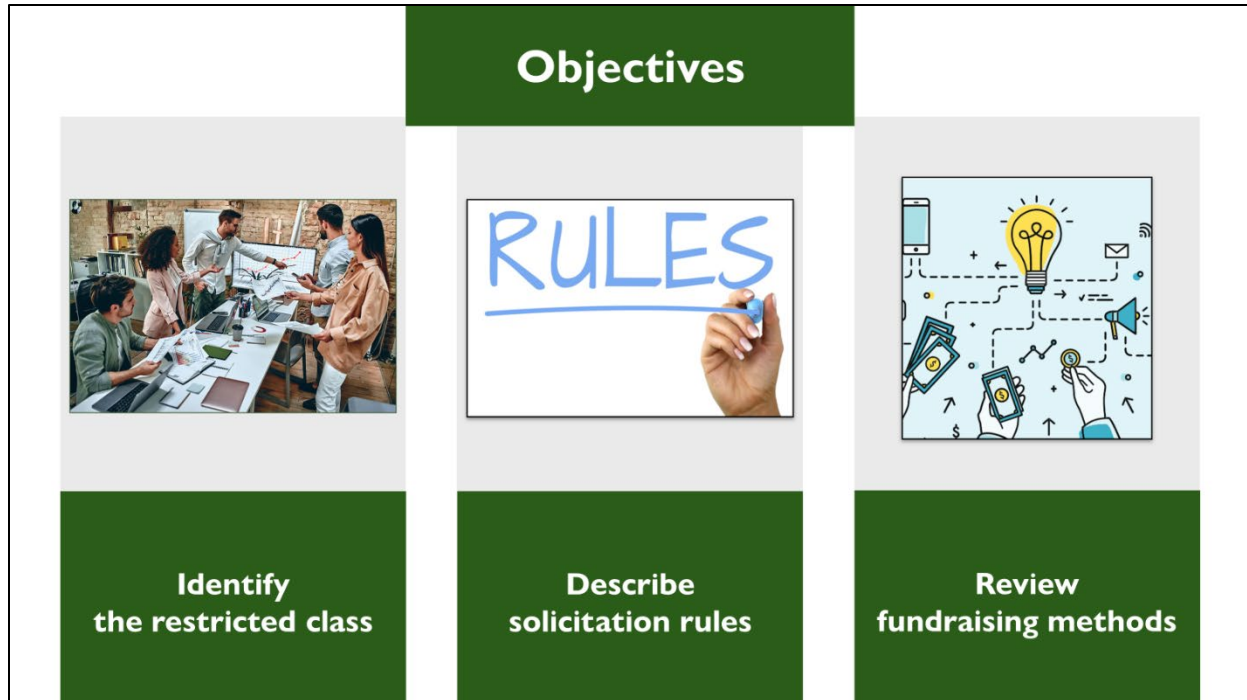 Objectives
RULES
Identify
the restricted class
Describe
solicitation rules
Review
fundraising methods